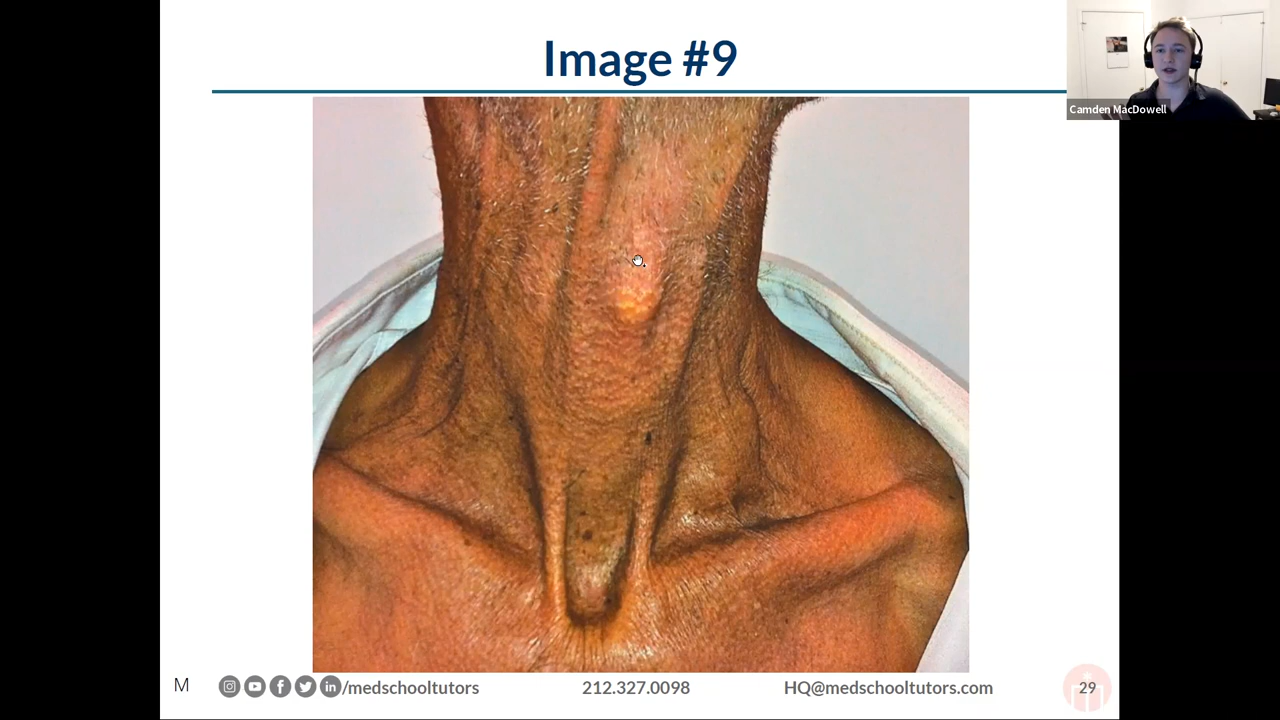 Image #9
Camden MacDowell
M
/medschooltutors
212.327.0098
HQ@medschooltutors.com
29